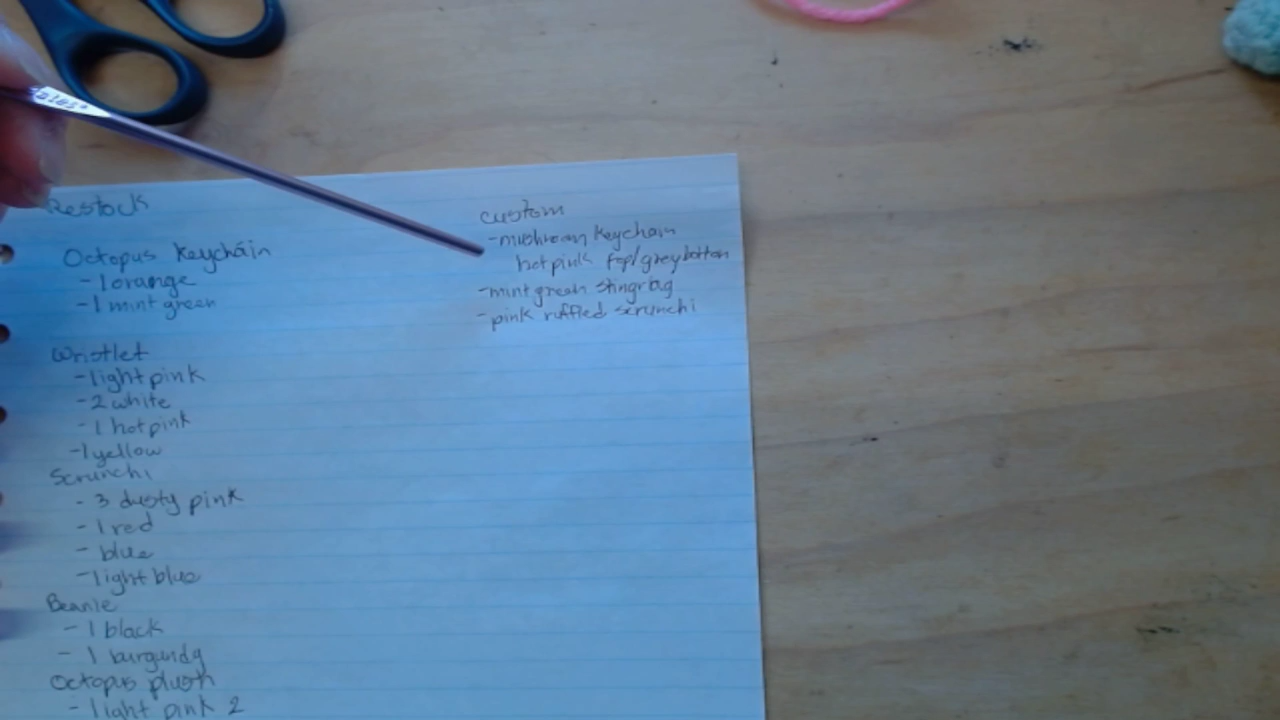 Restock
Octopus Keychain
- 1 orange
- 1 mint green
Wristlet
- light pink
- 2 white
- 1 hot pink
- 1 yellow
Scrunchi
- 3 dusty pink
- 1 red
- blue
- light blue
Beanie
- 1 black
- 1 burgundy
Octopus plush
- light pink 2
custom
- mushroom keychain
hot pink top/grey bottom
- mint green
- pink ruffled scrunchi